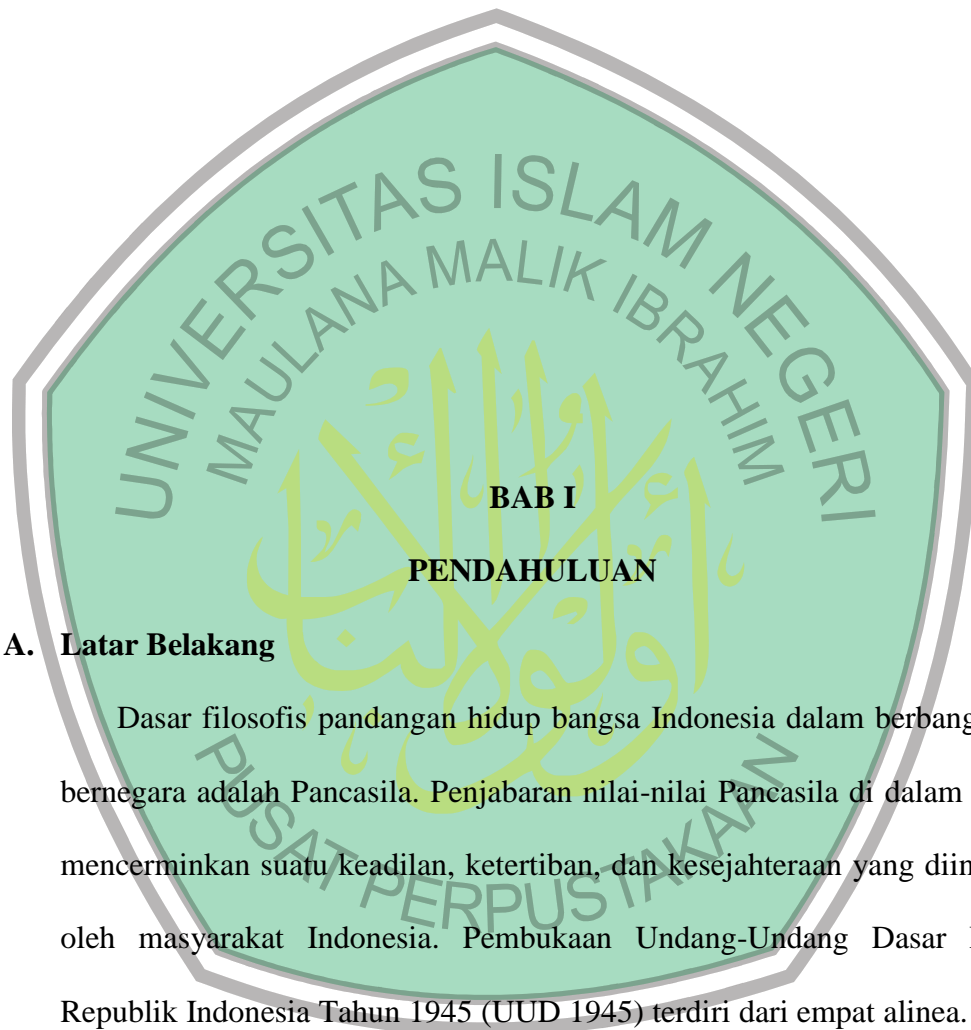 UNIVERSITAS ISLAM NEGERI
MAULANA MALIK IBRAHIM
BAB I
PENDAHULUAN
A. Latar Belakang
Dasar filosofis pandangan hidup bangsa Indonesia dalam
bernegara adalah Pancasila. Penjabaran nilai-nilai Pancasila di dalam
mencerminkan suatu keadilan, ketertiban, dan kesejahteraan yang
oleh masyarakat Indonesia. Pembukaan Undang-Undang Dasar
Republik Indonesia Tahun 1945 (UUD 1945) terdiri dari empat alinea.
PUSAT PERPUSTAKAAN